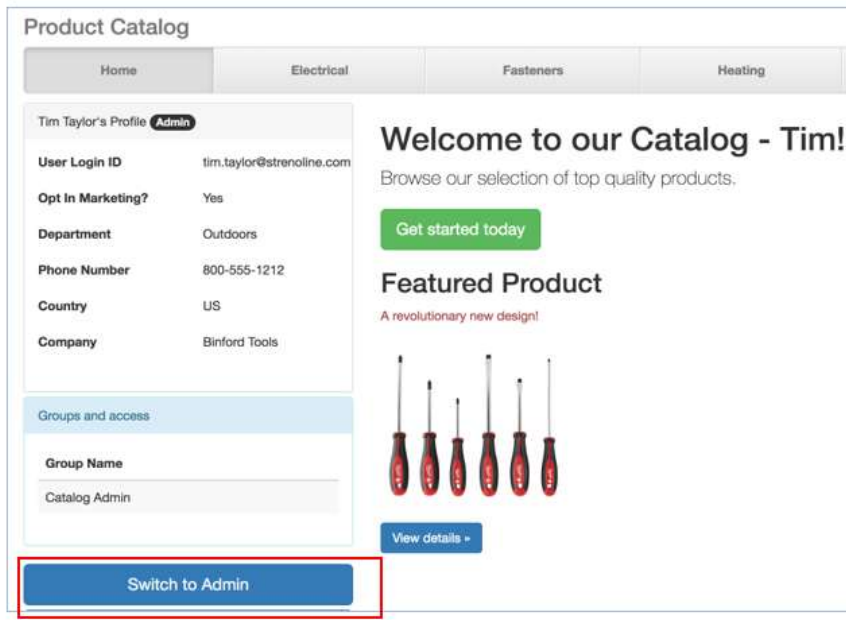 Product Catalog
Home Electrical Fasteners Heating
Tim Taylor's Profile Admin
User Login ID tim.taylor@strenoline.com
Opt In Marketing? Yes
Department Outdoors
Phone Number 800-555-1212
Country US
Company Binford Tools
Groups and access
Group Name
Catalog Admin
Switch to Admin
Welcome to our Catalog - Tim!
Browse our selection of top quality products.
Get started today
Featured Product
A revolutionary new design!
View details »